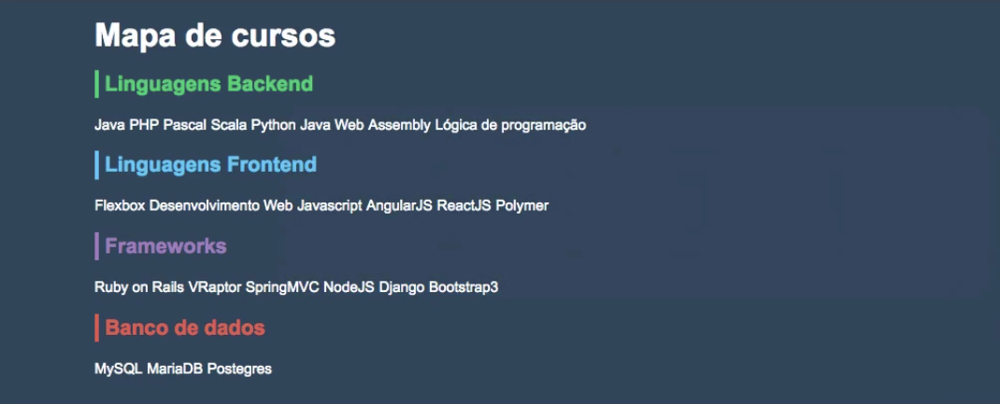 Mapa de cursos
Linguagens Backend
Java PHP Pascal Scala Python Java Web Assembly Lógica de programação
Linguagens Frontend
Flexbox Desenvolvimento Web Javascript AngularJS ReactJS Polymer
Frameworks
Ruby on Rails VRaptor SpringMVC NodeJS Django Bootstrap3
Banco de dados
MySQL MariaDB Postegres